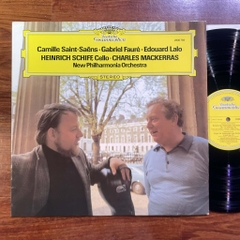 Deutsche
Grammophon
Camille Saint-Saëns · Gabriel Fauré · Edouard Lalo
HEINRICH SCHIFF Cello · CHARLES MACKERRAS
New Philharmonia Orchestra
STEREO